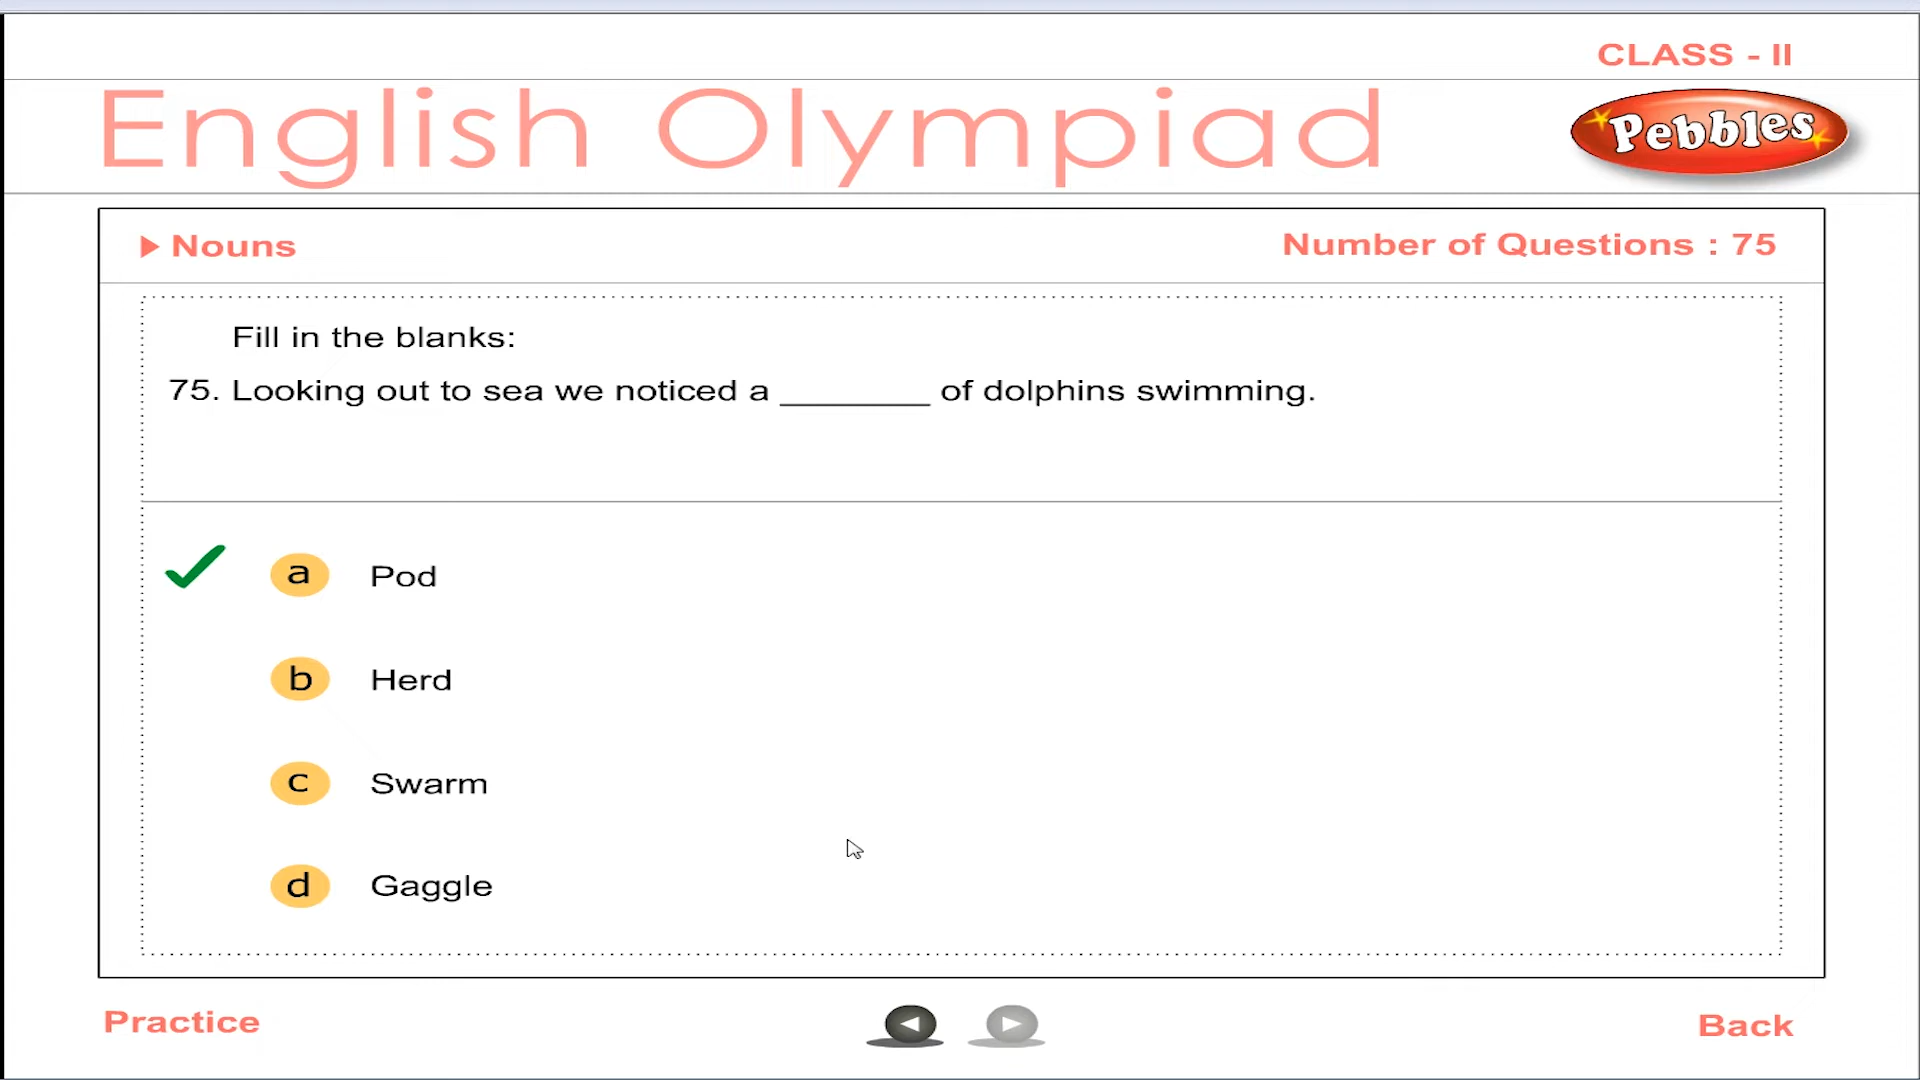 CLASS - II
English Olympiad
Pebbles
Nouns
Number of Questions : 75
Fill in the blanks:
75. Looking out to sea we noticed a _________ of dolphins swimming.
a Pod
b Herd
c Swarm
d Gaggle
Practice
Back